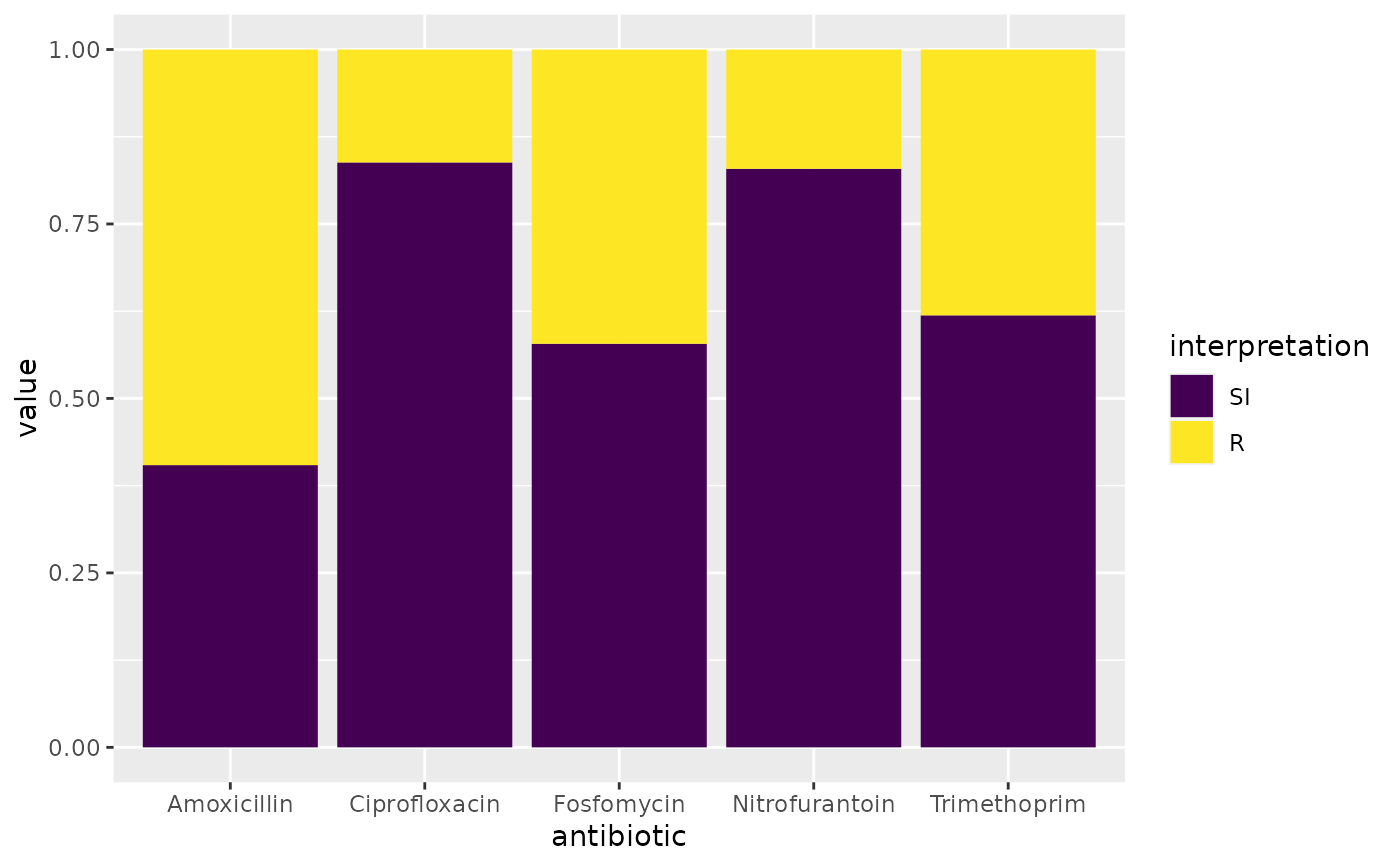 1.00
0.75
0.50
0.25
0.00
value
Amoxicillin Ciprofloxacin Fosfomycin Nitrofurantoin Trimethoprim
antibiotic
interpretation
SI
R